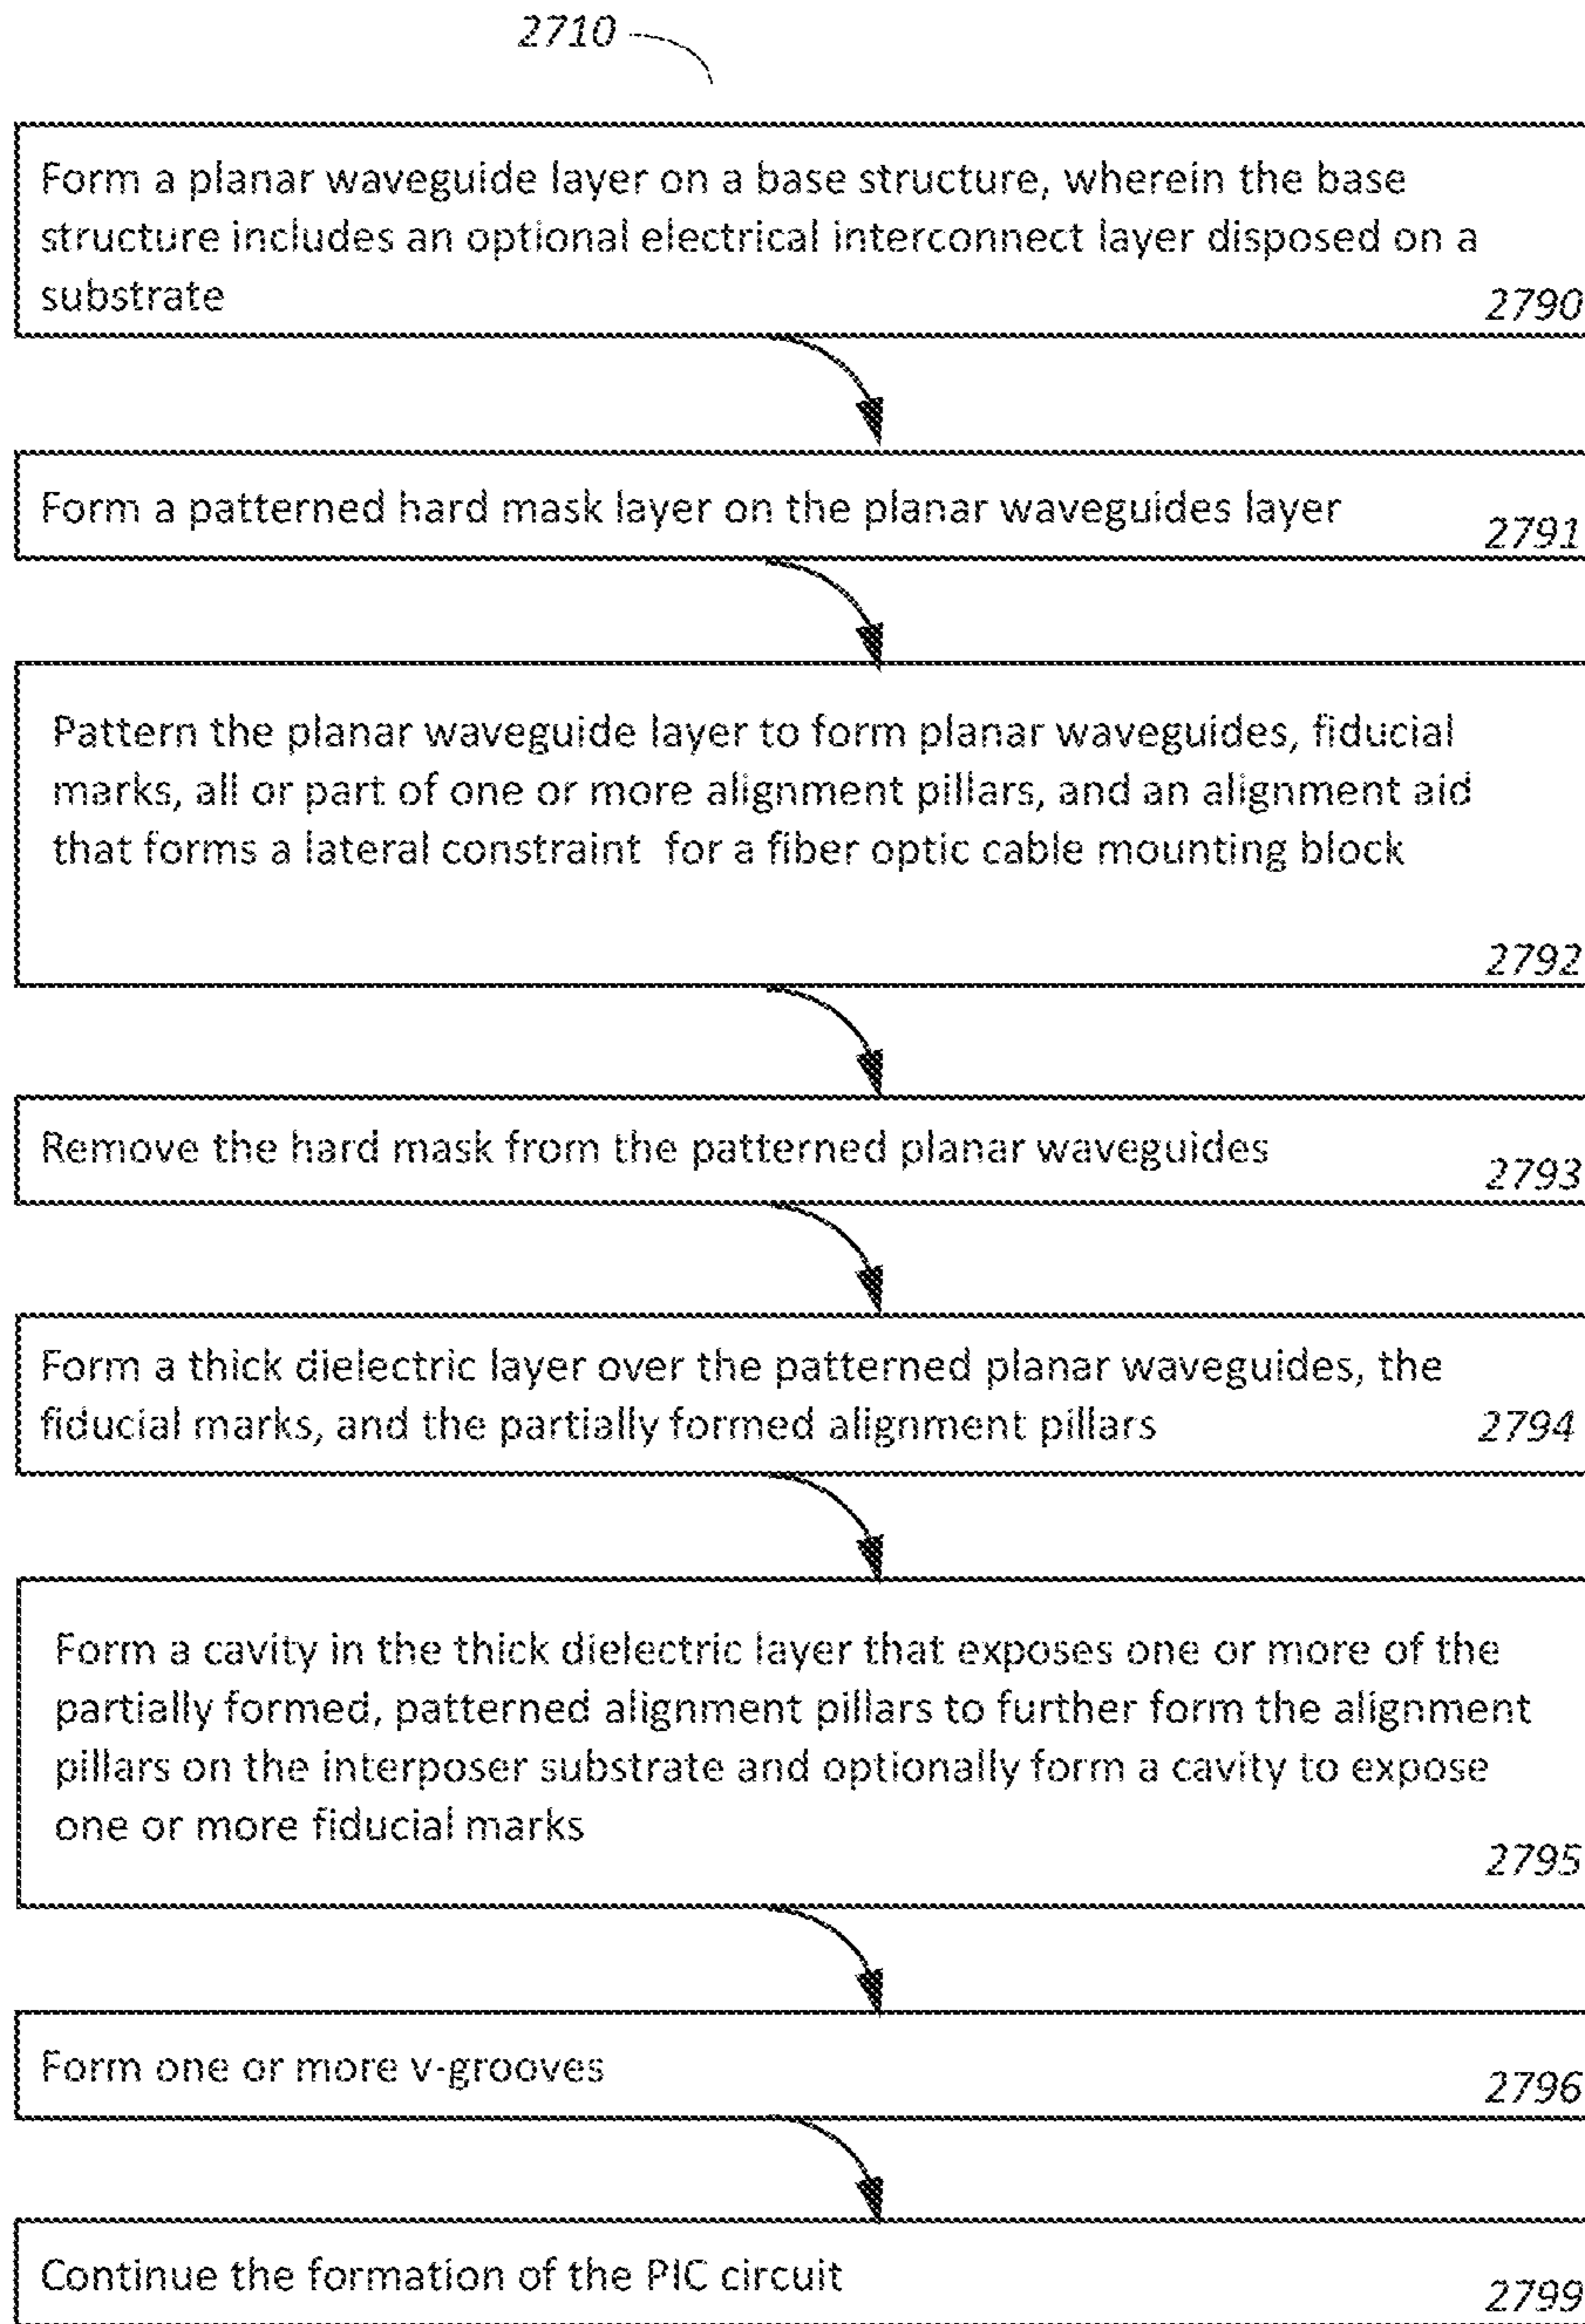 2710
Form a planar waveguide layer on a base structure, wherein the base
structure includes an optional electrical interconnect layer disposed on a
substrate
2790
Form a patterned hard mask layer on the planar waveguides layer
2791
Pattern the planar waveguide layer to form planar waveguides, fiducial
marks, all or part of one or more alignment pillars, and an alignment aid
that forms a lateral constraint for a fiber optic cable mounting block
2792
Remove the hard mask from the patterned planar waveguides
2793
Form a thick dielectric layer over the patterned planar waveguides, the
fiducial marks, and the partially formed alignment pillars
2794
Form a cavity in the thick dielectric layer that exposes one or more of the
partially formed, patterned alignment pillars to further form the alignment
pillars on the interposer substrate and optionally form a cavity to expose
one or more fiducial marks
2795
Form one or more v-grooves
2796
Continue the formation of the PIC circuit
2799